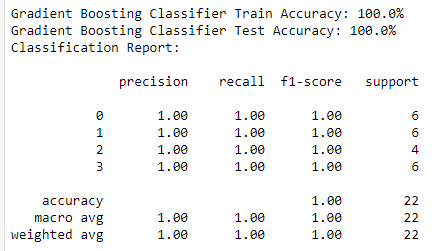 Gradient Boosting Classifier Train Accuracy: 100.0%
Gradient Boosting Classifier Test Accuracy: 100.0%
Classification Report:
precision recall f1-score support
0 1.00 1.00 1.00 6
1 1.00 1.00 1.00 6
2 1.00 1.00 1.00 4
3 1.00 1.00 1.00 6
accuracy 1.00 22
macro avg 1.00 1.00 1.00 22
weighted avg 1.00 1.00 1.00 22